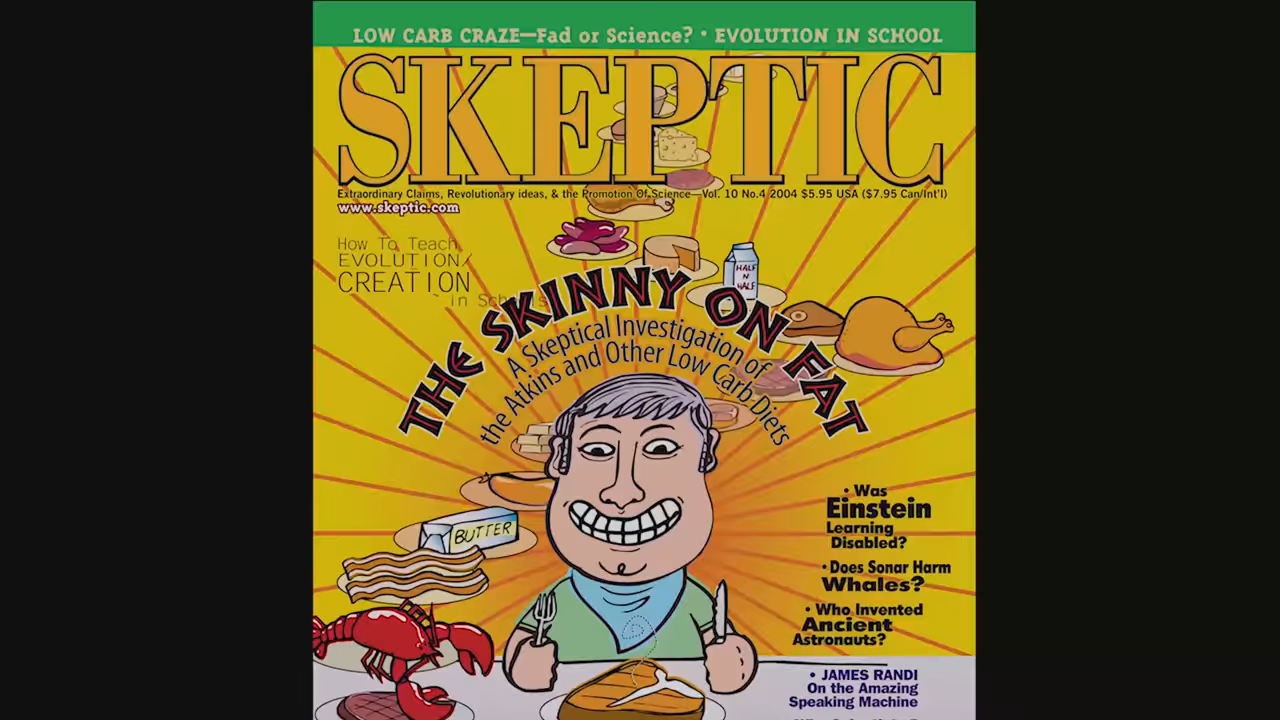 LOW CARB CRAZE—Fad or Science? • EVOLUTION IN SCHOOL
SKEPTIC
Extraordinary Claims, Revolutionary ideas, & the Promotion Of Science—Vol. 10 No.4 2004 $5.95 USA ($7.95 Can/Int'l)
www.skeptic.com
How To Teach
EVOLUTION/
CREATION
in Schools
HALF
N
HALF
THE SKINNY ON FAT
A Skeptical Investigation of
the Atkins and Other Low Carb Diets
BUTTER
• Was
Einstein
Learning
Disabled?
• Does Sonar Harm
Whales?
• Who Invented
Ancient
Astronauts?
• JAMES RANDI
On the Amazing
Speaking Machine